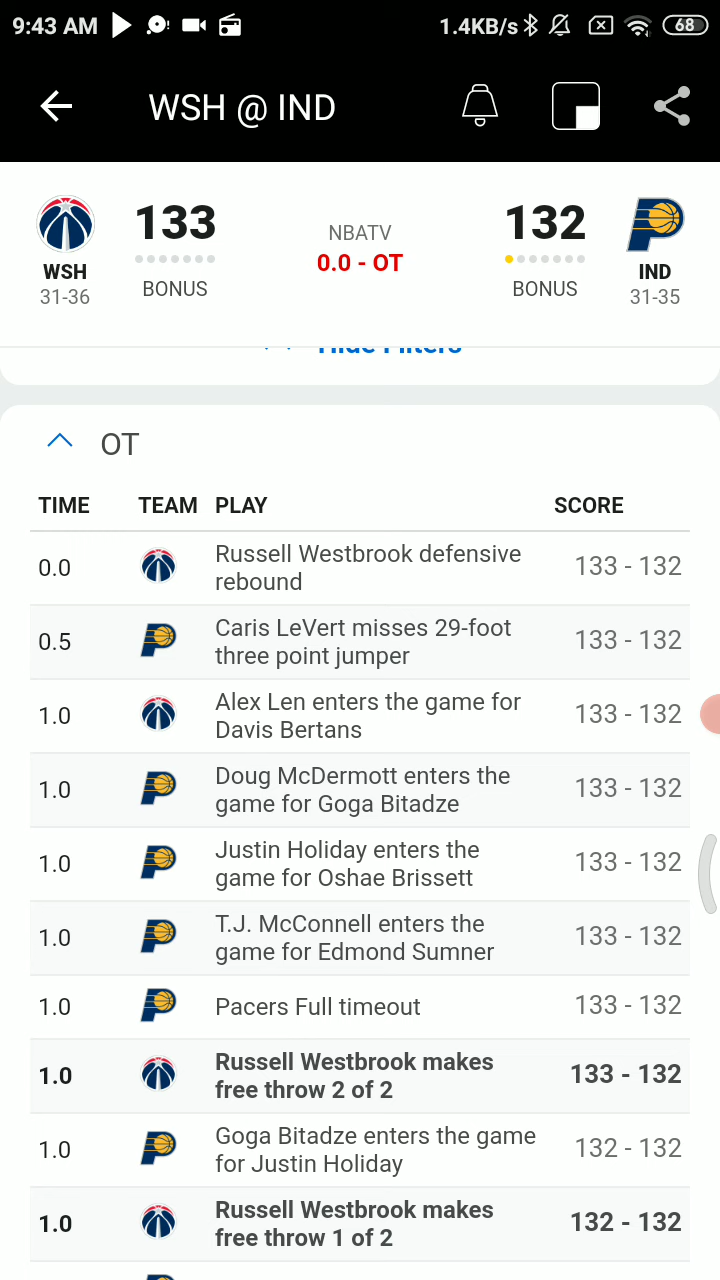 9:43 AM 1.4KB/s 68
WSH @ IND
133 132
NBATV
0.0 - OT
WSH IND
31-36 BONUS BONUS 31-35
Hide Filters
OT
TIME TEAM PLAY SCORE
0.0 Russell Westbrook defensive 133 - 132
rebound
0.5 Caris LeVert misses 29-foot 133 - 132
three point jumper
1.0 Alex Len enters the game for 133 - 132
Davis Bertans
1.0 Doug McDermott enters the 133 - 132
game for Goga Bitadze
1.0 Justin Holiday enters the 133 - 132
game for Oshae Brissett
1.0 T.J. McConnell enters the 133 - 132
game for Edmond Sumner
1.0 Pacers Full timeout 133 - 132
1.0 Russell Westbrook makes 133 - 132
free throw 2 of 2
1.0 Goga Bitadze enters the game 132 - 132
for Justin Holiday
1.0 Russell Westbrook makes 132 - 132
free throw 1 of 2